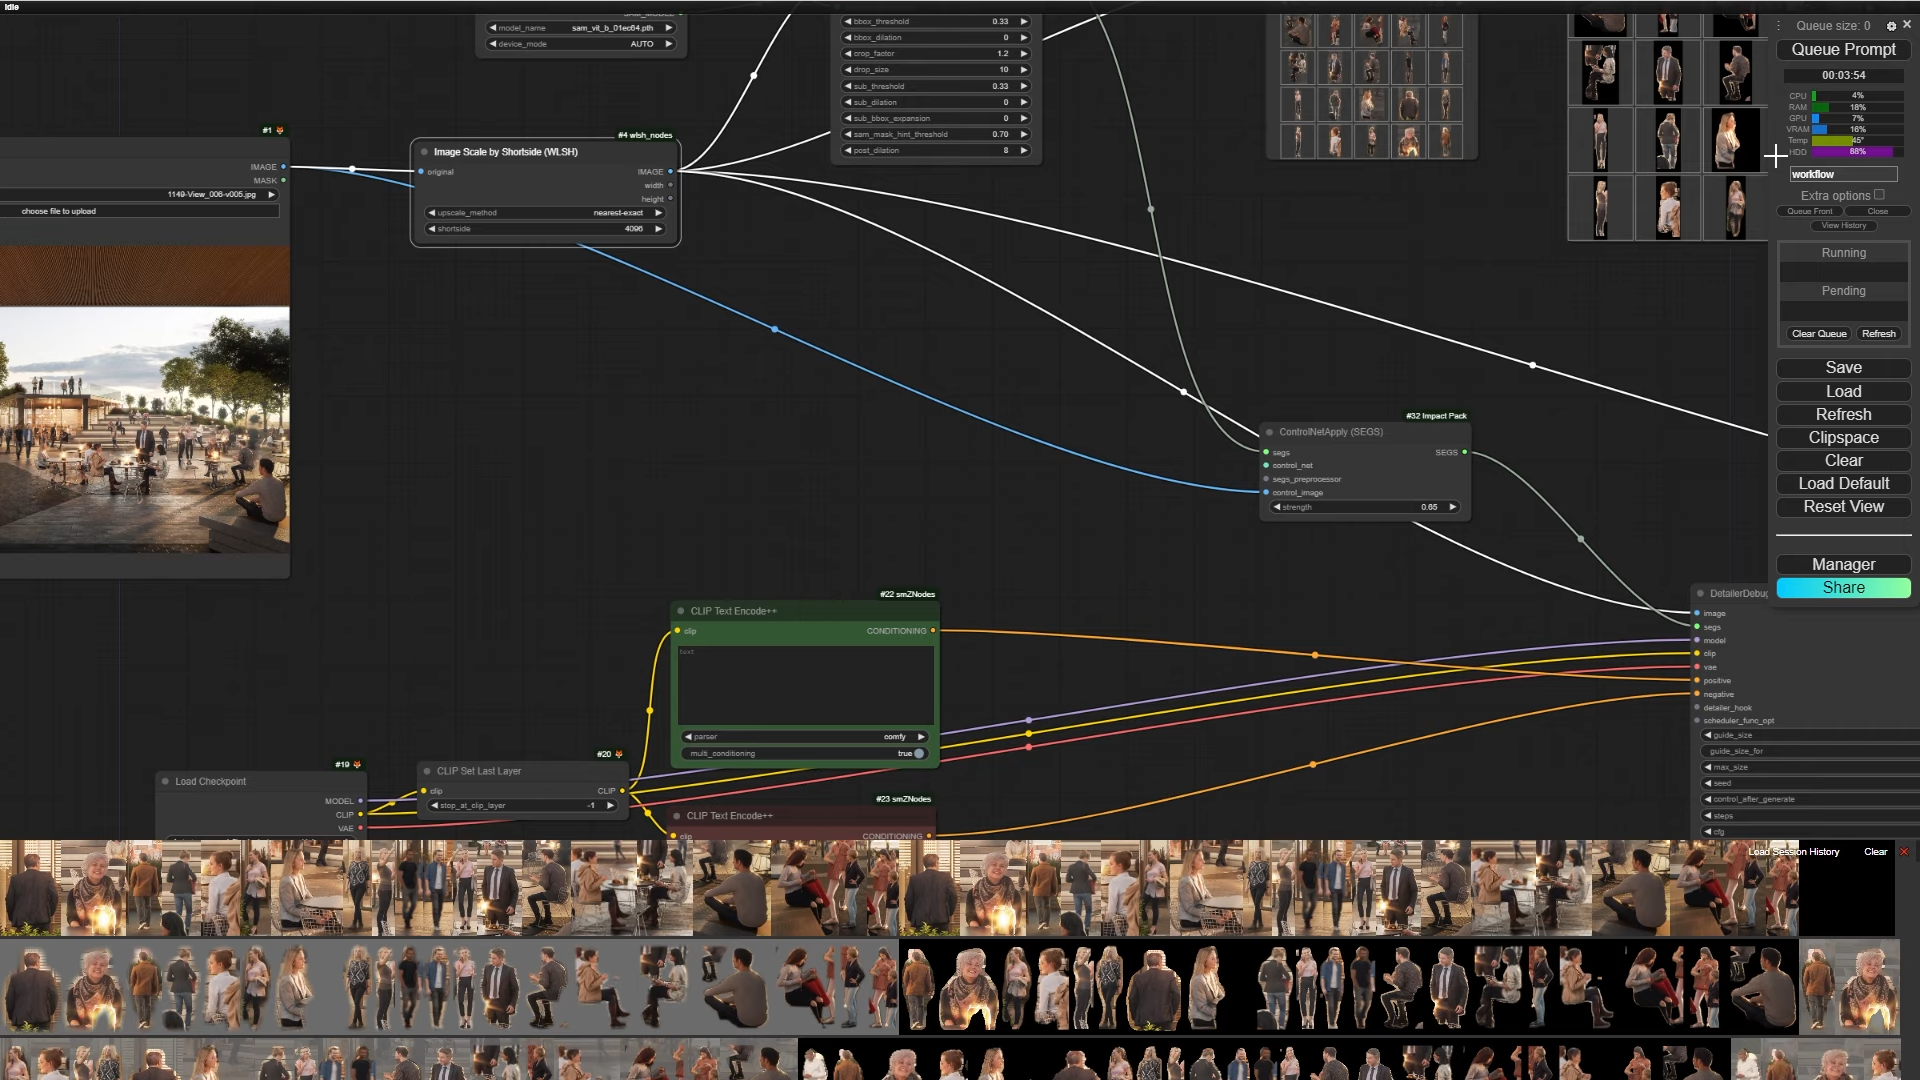 Idle
SAM_MODEL
model_name sam_vit_b_01ec64.pth
device_mode AUTO
bbox_threshold 0.33
bbox_dilation 0
crop_factor 1.2
drop_size 10
sub_threshold 0.33
sub_dilation 0
sub_bbox_expansion 0
sam_mask_hint_threshold 0.70
post_dilation 8
#1
IMAGE
MASK
1149-View_006-v005.jpg
choose file to upload
#4 wlsh_nodes
Image Scale by Shortside (WLSH)
original IMAGE
width
height
upscale_method nearest-exact
shortside 4096
#32 Impact Pack
ControlNetApply (SEGS)
segs SEGS
control_net
segs_preprocessor
control_image
strength 0.65
#22 smZNodes
CLIP Text Encode++
clip CONDITIONING
text
parser comfy
multi_conditioning true
#19
Load Checkpoint
MODEL
CLIP
VAE
#20
CLIP Set Last Layer
clip CLIP
stop_at_clip_layer -1
#23 smZNodes
CLIP Text Encode++
clip CONDITIONING
DetailerDebug
image
segs
model
clip
vae
positive
negative
detailer_hook
scheduler_func_opt
guide_size
guide_size_for
max_size
seed
control_after_generate
steps
cfg
Queue size: 0
Queue Prompt
00:03:54
CPU 4%
RAM 18%
GPU 7%
VRAM 16%
Temp 45°
HDD 88%
workflow
Extra options
Queue Front Close
View History
Running
Pending
Clear Queue Refresh
Save
Load
Refresh
Clipspace
Clear
Load Default
Reset View
Manager
Share
Load Session History Clear